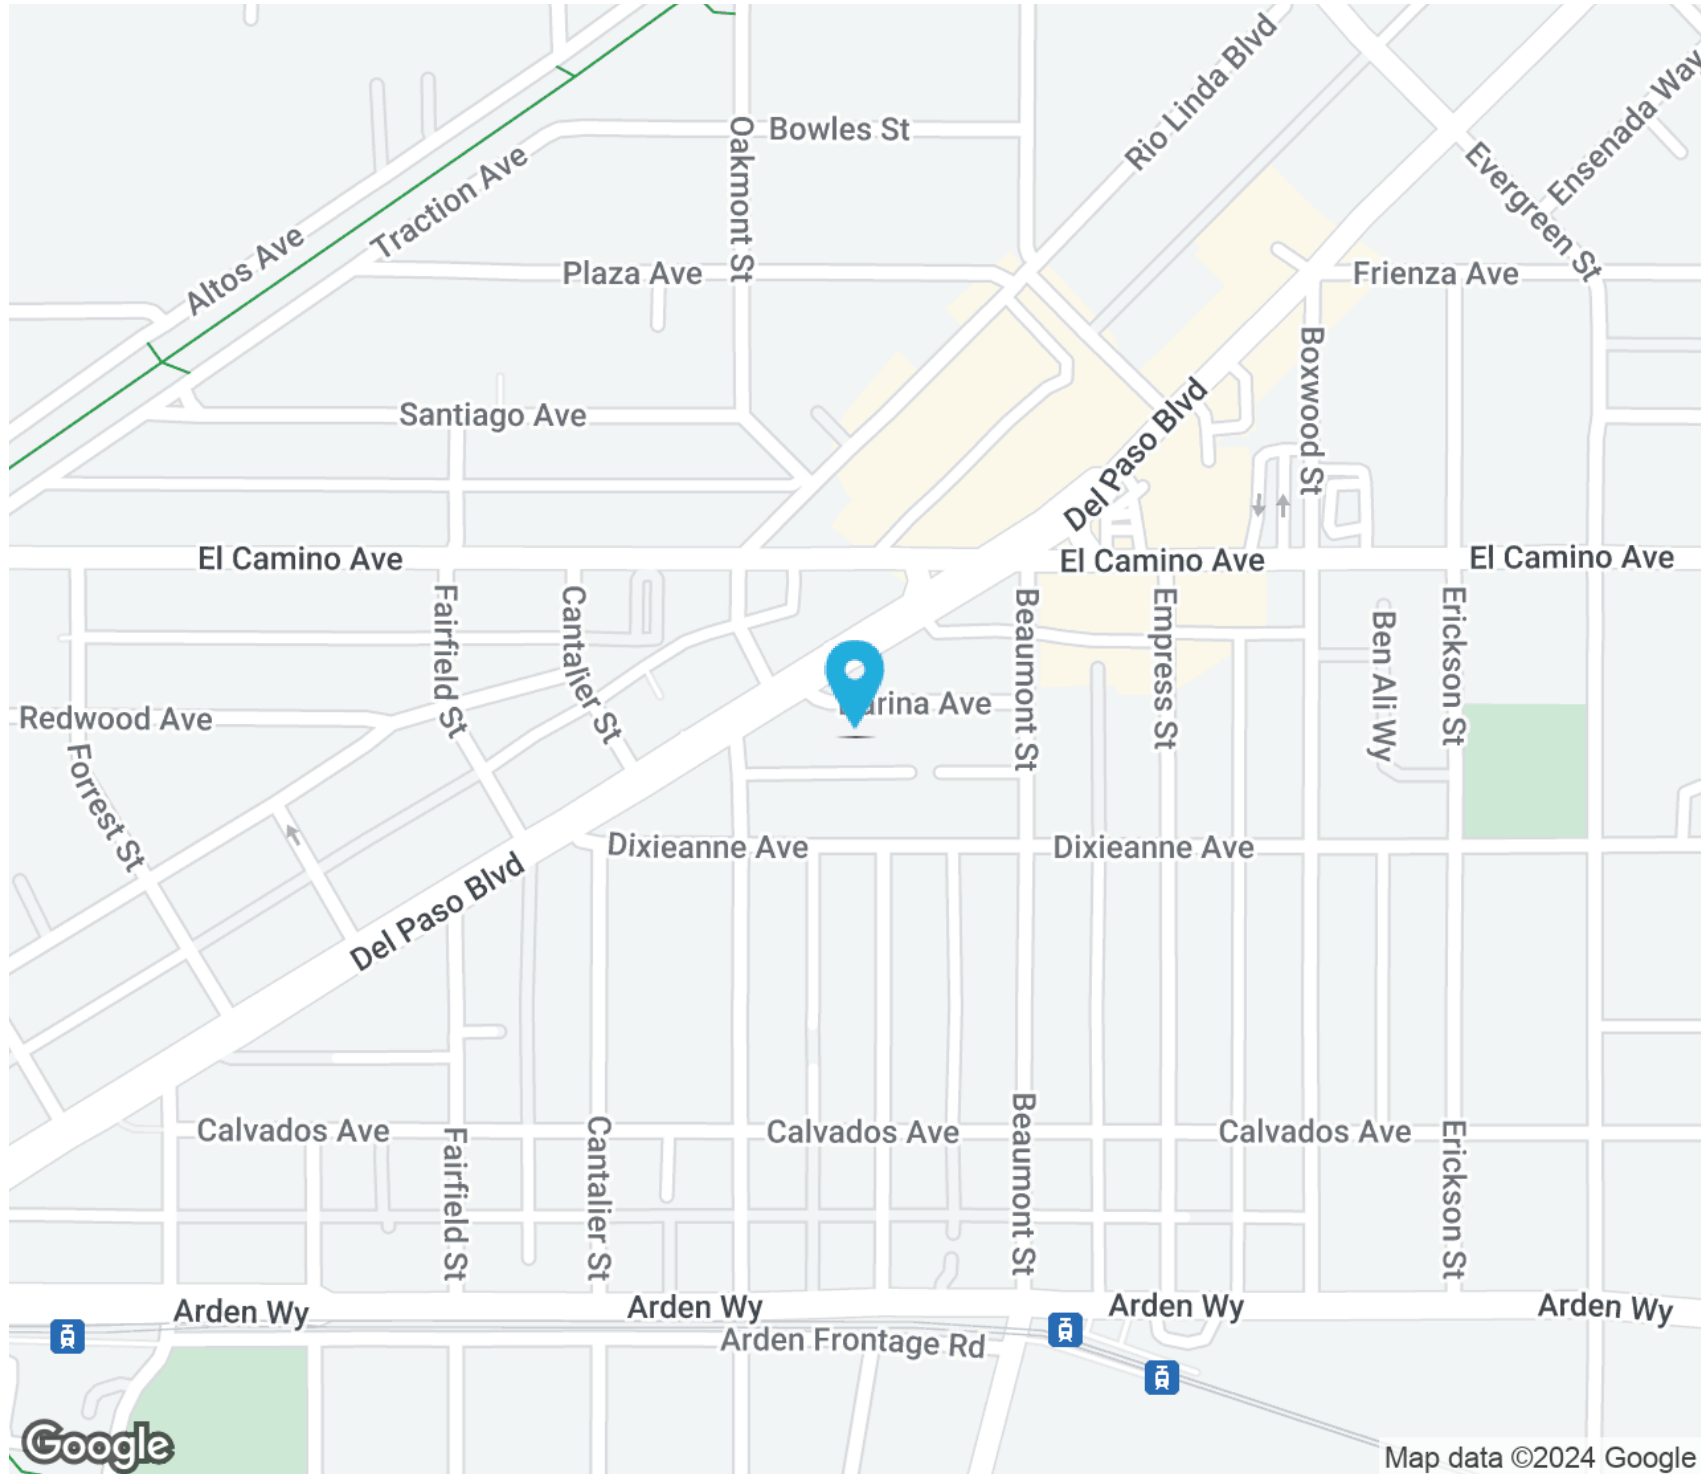 Rio Linda Blvd
Bowles St
Oakmont St
Traction Ave
Evergreen St
Ensenada Way
Altos Ave
Plaza Ave
Frienza Ave
Boxwood St
Santiago Ave
Del Paso Blvd
El Camino Ave
El Camino Ave
El Camino Ave
Fairfield St
Cantalier St
Beaumont St
Empress St
Ben Ali Wy
Erickson St
Redwood Ave
Ave
Forrest St
Dixieanne Ave
Dixieanne Ave
Del Paso Blvd
Calvados Ave
Calvados Ave
Calvados Ave
Fairfield St
Cantalier St
Beaumont St
Erickson St
Arden Wy
Arden Wy
Arden Wy
Arden Wy
Arden Frontage Rd
Google
Map data ©2024 Google